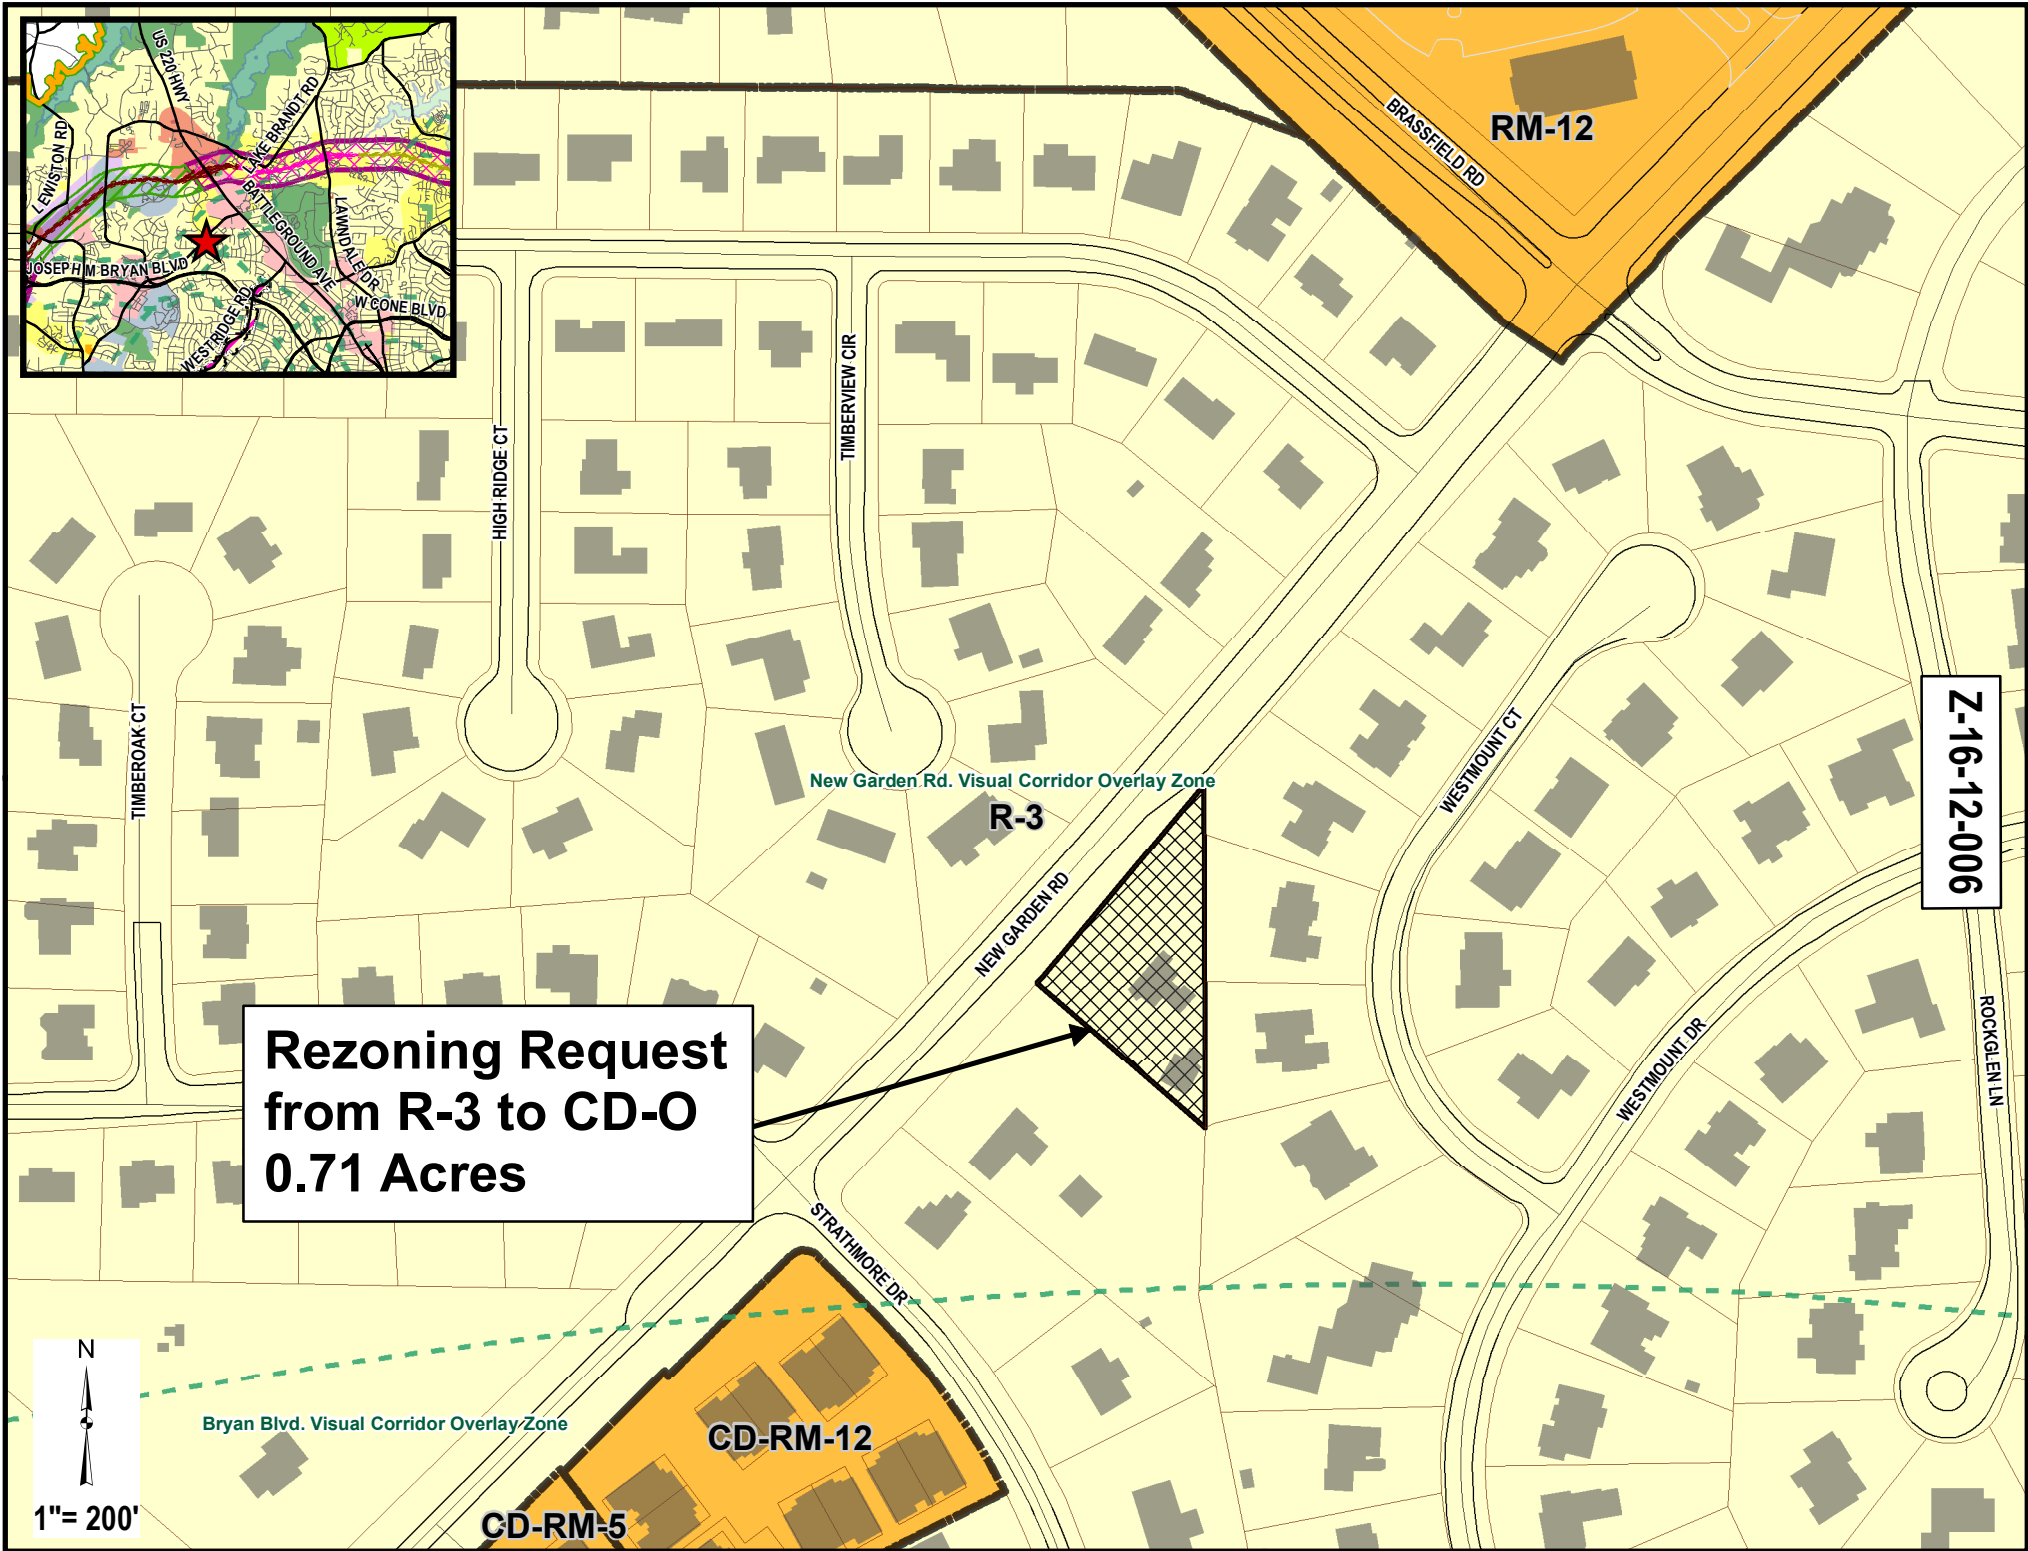 US 220 HWY
LAKE BRANDT RD
LEWISTON RD
BATTLEGROUND AVE
LAWNDALE DR
JOSEPH M BRYAN BLVD
W CONE BLVD
WESTRIDGE RD
BRASSFIELD RD
RM-12
TIMBERVIEW CIR
HIGH RIDGE CT
TIMBEROAK CT
WESTMOUNT CT
Z-16-12-006
New Garden Rd. Visual Corridor Overlay Zone
R-3
NEW GARDEN RD
Rezoning Request
from R-3 to CD-O
0.71 Acres
WESTMOUNT DR
ROCKGLEN LN
STRATHMORE DR
N
1"= 200'
Bryan Blvd. Visual Corridor Overlay Zone
CD-RM-12
CD-RM-5